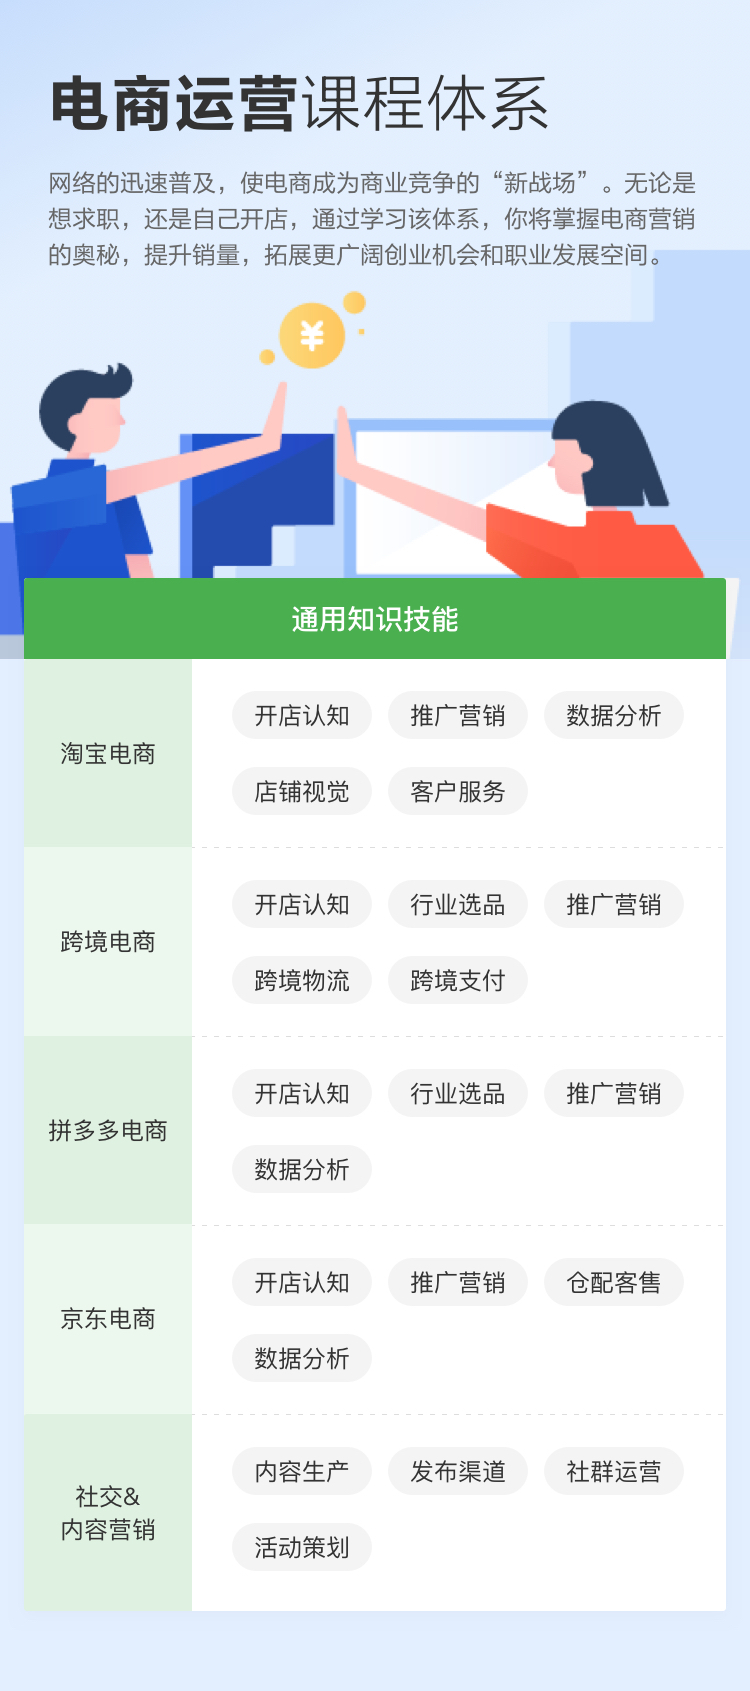 电商运营课程体系
网络的迅速普及，使电商成为商业竞争的“新战场”。无论是
想求职，还是自己开店，通过学习该体系，你将掌握电商营销
的奥秘，提升销量，拓展更广阔创业机会和职业发展空间。
¥
通用知识技能
淘宝电商
开店认知 推广营销 数据分析
店铺视觉 客户服务
跨境电商
开店认知 行业选品 推广营销
跨境物流 跨境支付
拼多多电商
开店认知 行业选品 推广营销
数据分析
京东电商
开店认知 推广营销 仓配客售
数据分析
社交&
内容营销
内容生产 发布渠道 社群运营
活动策划